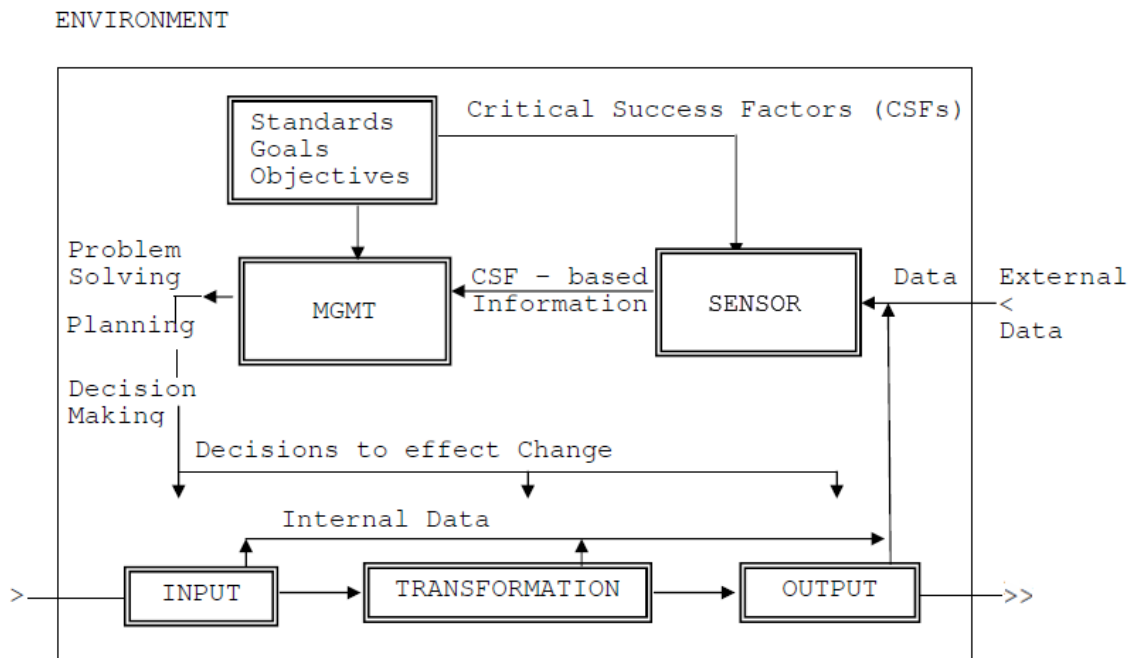 ENVIRONMENT
Standards
Goals
Objectives
Critical Success Factors (CSFs)
Problem
Solving
Planning
Decision
Making
MGMT
CSF – based
Information
SENSOR
Data
External
<
Data
Decisions to effect Change
Internal Data
>
INPUT
TRANSFORMATION
OUTPUT
>>